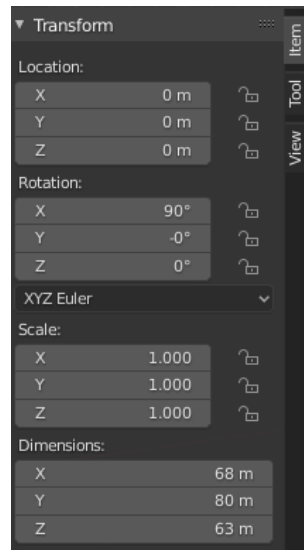 Transform
Location:
X 0 m
Y 0 m
Z 0 m
Rotation:
X 90°
Y -0°
Z 0°
XYZ Euler
Scale:
X 1.000
Y 1.000
Z 1.000
Dimensions:
X 68 m
Y 80 m
Z 63 m
Item
Tool
View